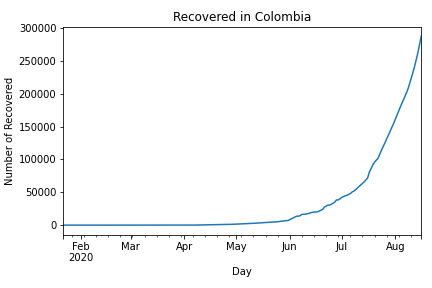 Recovered in Colombia
Number of Recovered
300000
250000
200000
150000
100000
50000
0
Feb
2020
Mar
Apr
May
Jun
Jul
Aug
Day